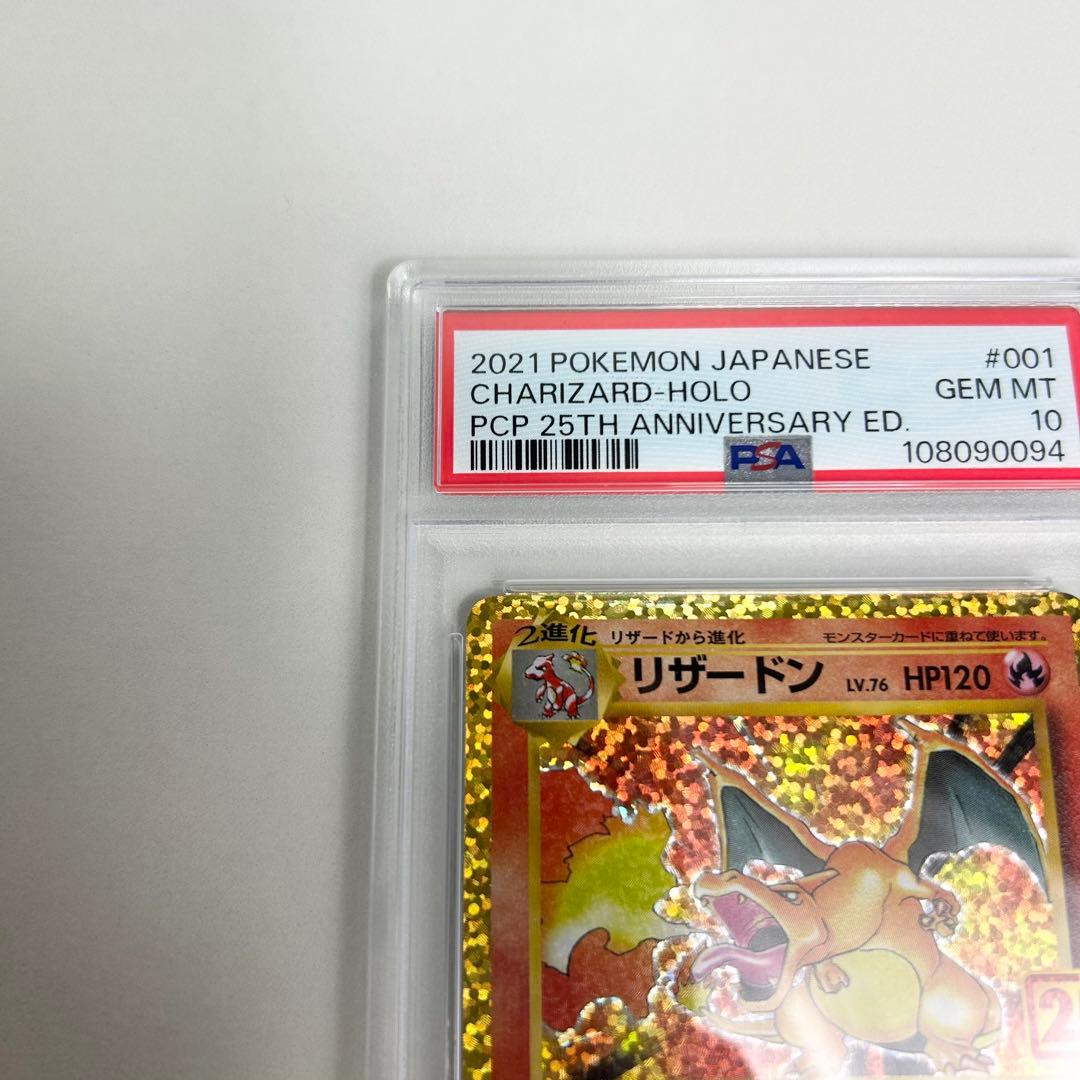 2021 POKEMON JAPANESE #001
CHARIZARD-HOLO GEM MT
PCP 25TH ANNIVERSARY ED. 10
PSA 108090094
2進化 リザードから進化 モンスターカードに重ねて使います。
リザードン LV.76 HP120
2